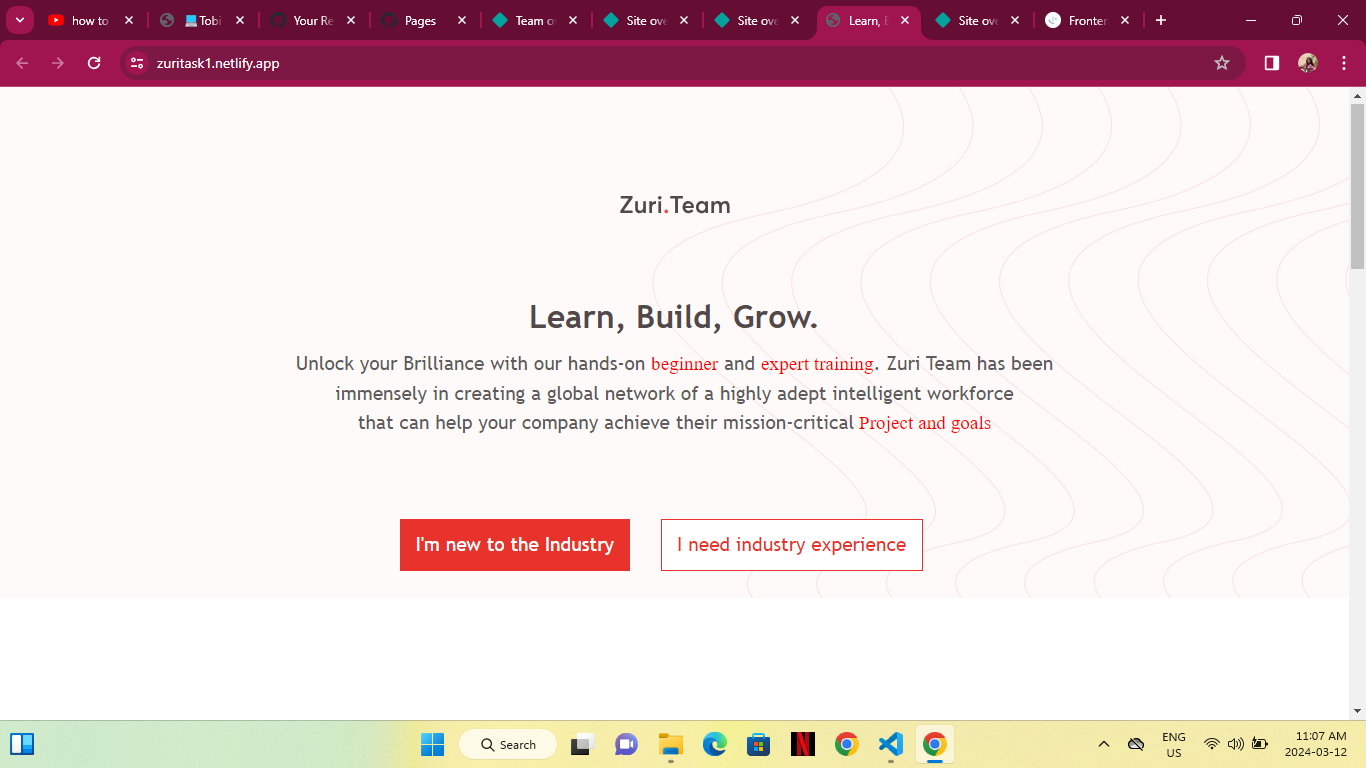 how to
Tobi
Your Re
Pages
Team o
Site ove
Site ove
Learn, B
Site ove
Fronter
zuritask1.netlify.app
Zuri.Team
Learn, Build, Grow.
Unlock your Brilliance with our hands-on beginner and expert training. Zuri Team has been
immensely in creating a global network of a highly adept intelligent workforce
that can help your company achieve their mission-critical Project and goals
I'm new to the Industry
I need industry experience
Search
ENG
US
11:07 AM
2024-03-12